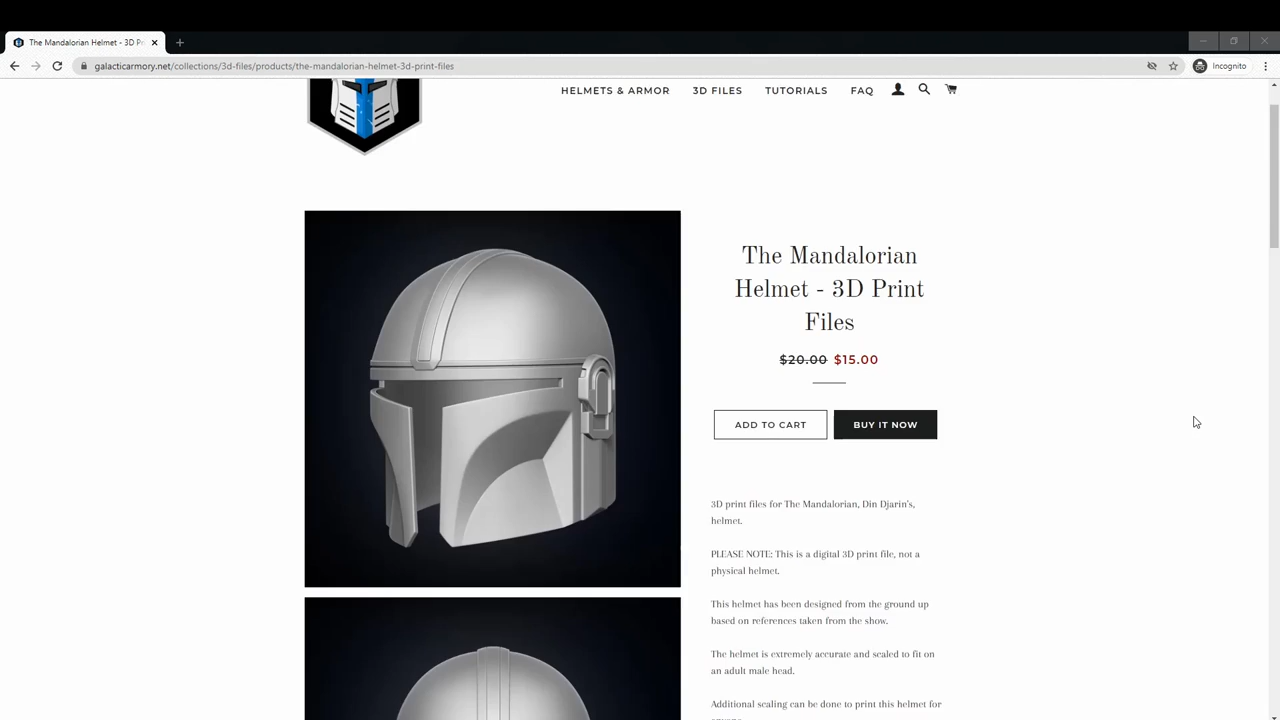 The Mandalorian Helmet - 3D Pr
galacticarmory.net/collections/3d-files/products/the-mandalorian-helmet-3d-print-files
Incognito
HELMETS & ARMOR 3D FILES TUTORIALS FAQ
The Mandalorian
Helmet - 3D Print
Files
$20.00 $15.00
ADD TO CART BUY IT NOW
3D print files for The Mandalorian, Din Djarin's,
helmet.
PLEASE NOTE: This is a digital 3D print file, not a
physical helmet.
This helmet has been designed from the ground up
based on references taken from the show.
The helmet is extremely accurate and scaled to fit on
an adult male head.
Additional scaling can be done to print this helmet for